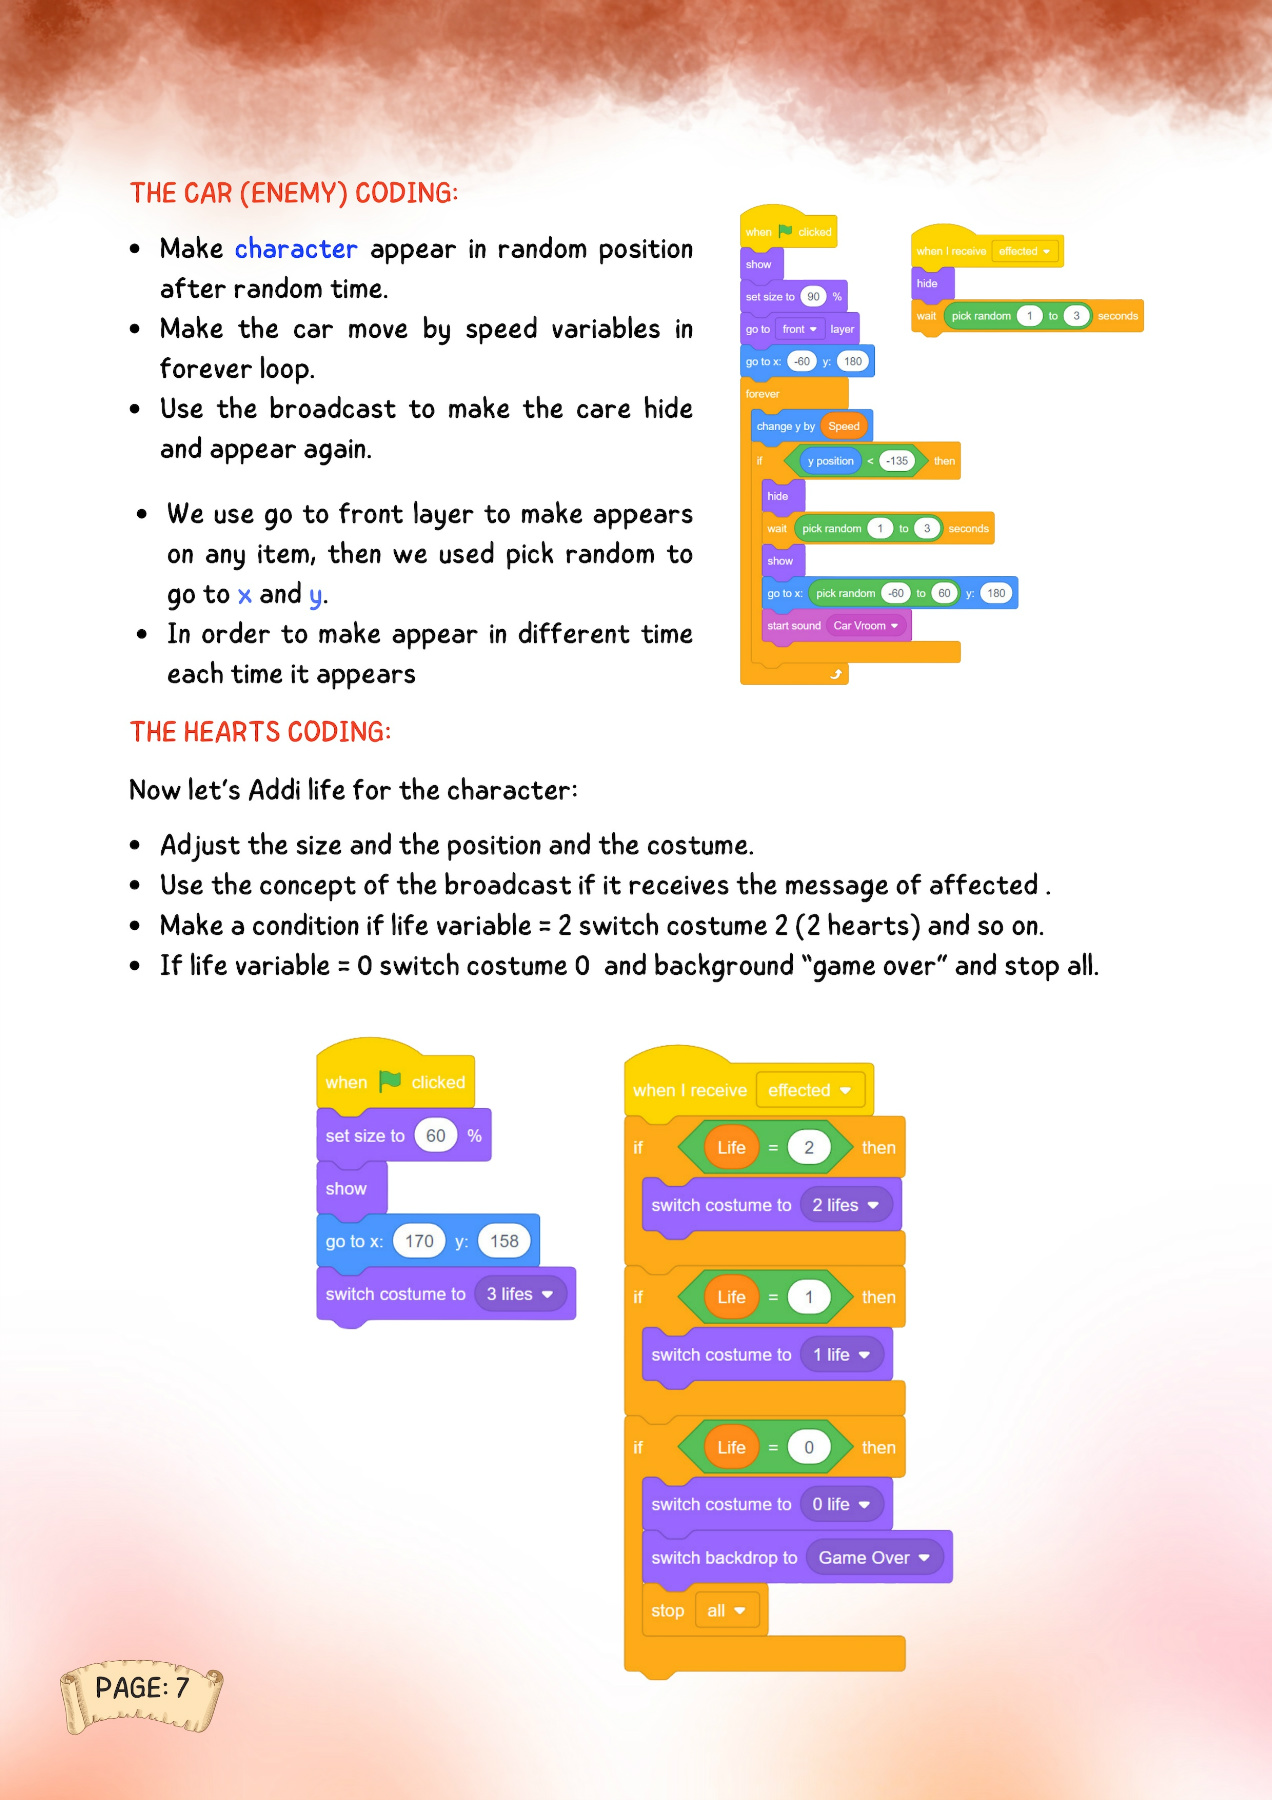 THE CAR (ENEMY) CODING:
• Make character appear in random position
after random time.
• Make the car move by speed variables in
forever loop.
• Use the broadcast to make the care hide
and appear again.
• We use go to front layer to make appears
on any item, then we used pick random to
go to x and y.
• In order to make appear in different time
each time it appears
when clicked
show
set size to 90 %
go to front layer
go to x: -60 y: 180
forever
change y by Speed
if y position < -135 then
hide
wait pick random 1 to 3 seconds
show
go to x: pick random -60 to 60 y: 180
start sound Car Vroom
when I receive effected
hide
wait pick random 1 to 3 seconds
THE HEARTS CODING:
Now let's Addi life for the character:
• Adjust the size and the position and the costume.
• Use the concept of the broadcast if it receives the message of affected .
• Make a condition if life variable = 2 switch costume 2 (2 hearts) and so on.
• If life variable = 0 switch costume 0 and background “game over” and stop all.
when clicked
set size to 60 %
show
go to x: 170 y: 158
switch costume to 3 lifes
when I receive effected
if Life = 2 then
switch costume to 2 lifes
if Life = 1 then
switch costume to 1 life
if Life = 0 then
switch costume to 0 life
switch backdrop to Game Over
stop all
PAGE: 7